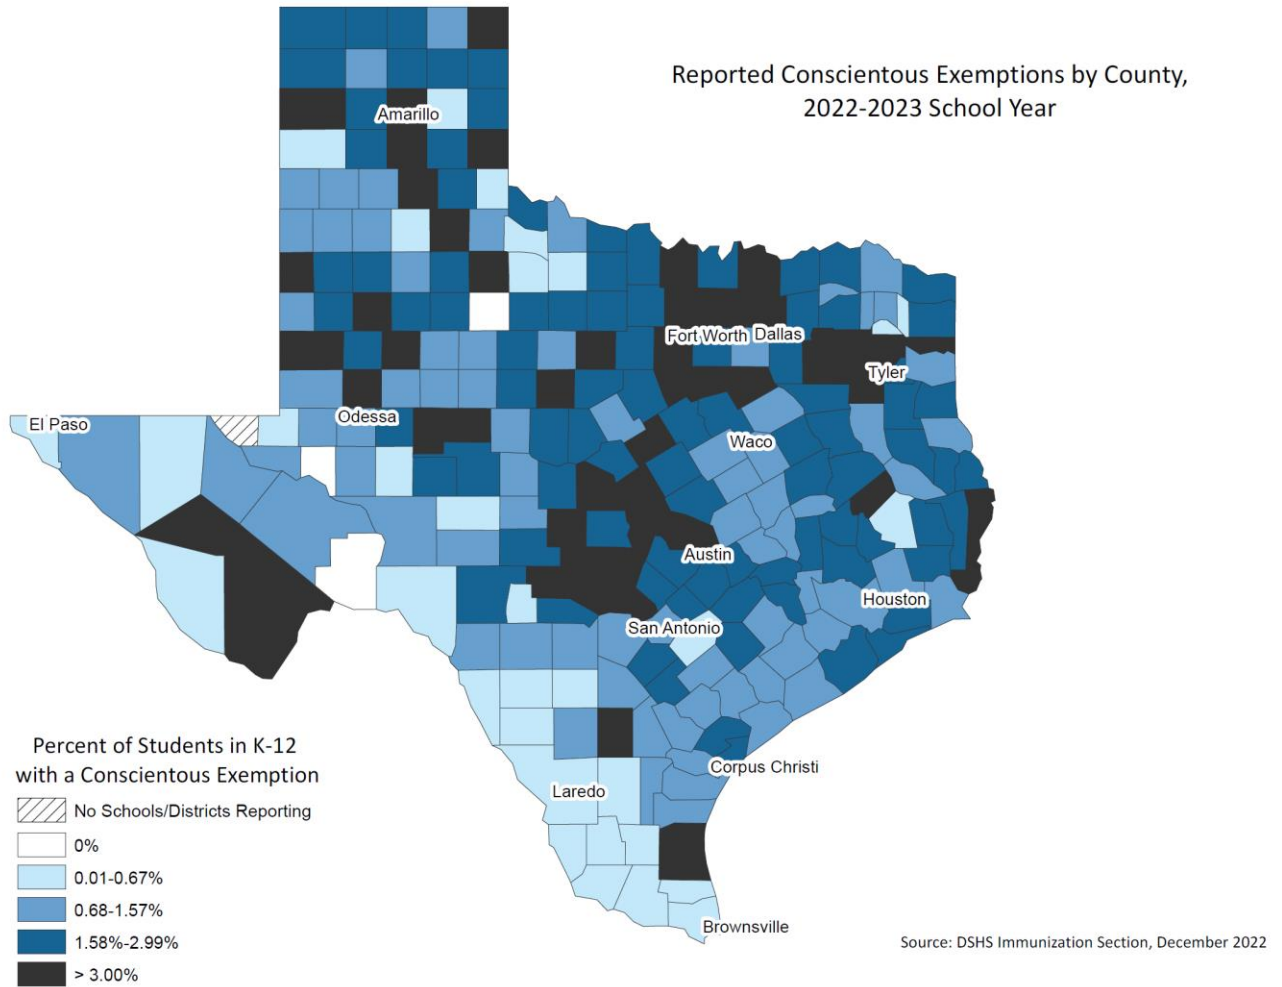 Reported Conscientous Exemptions by County,
2022-2023 School Year
Amarillo
Fort Worth Dallas
Tyler
El Paso
Odessa
Waco
Austin
Houston
San Antonio
Corpus Christi
Laredo
Brownsville
Percent of Students in K-12
with a Conscientous Exemption
No Schools/Districts Reporting
0%
0.01-0.67%
0.68-1.57%
1.58%-2.99%
> 3.00%
Source: DSHS Immunization Section, December 2022